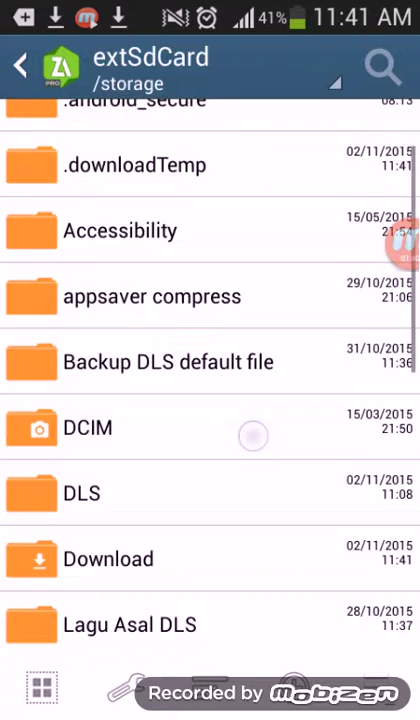 41% 11:41 AM
extSdCard
/storage
PRO
.android_secure
08:13
.downloadTemp
02/11/2015
11:41
Accessibility
15/05/2015
21:54
appsaver compress
29/10/2015
21:06
Backup DLS default file
31/10/2015
11:36
DCIM
15/03/2015
21:50
DLS
02/11/2015
11:08
Download
02/11/2015
11:41
Lagu Asal DLS
28/10/2015
11:37
Recorded by mobizen